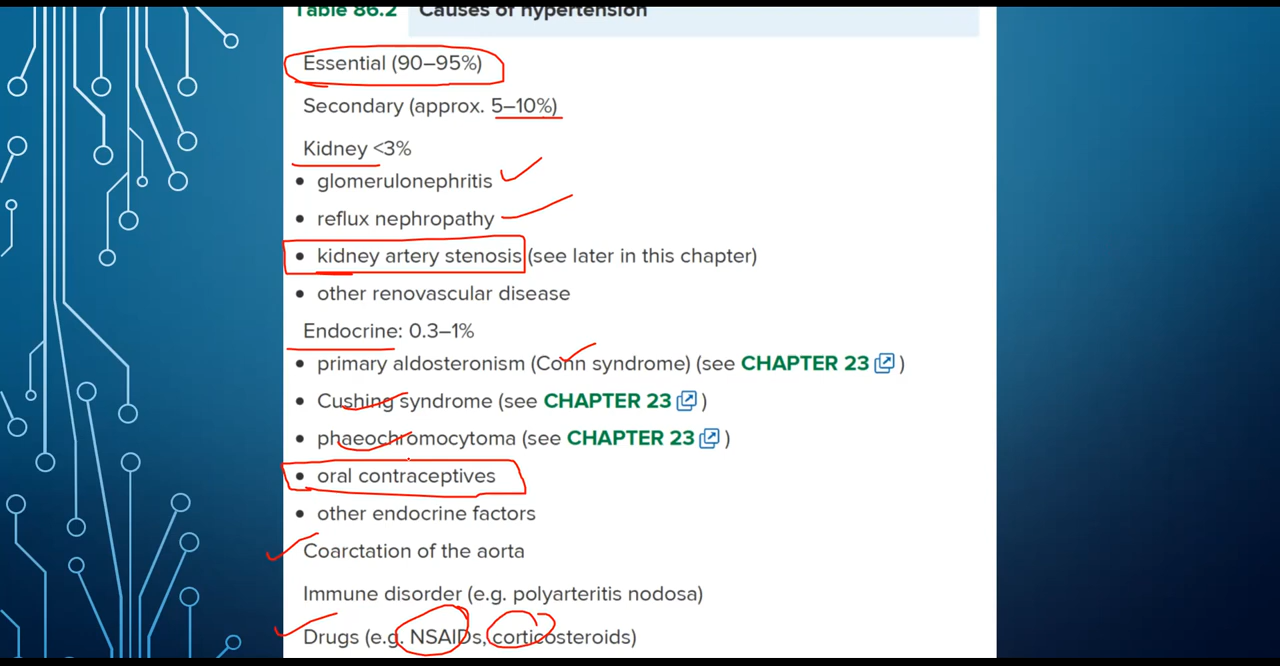 Table 86.2 Causes of hypertension
Essential (90–95%)
Secondary (approx. 5–10%)
Kidney <3%
• glomerulonephritis
• reflux nephropathy
• kidney artery stenosis (see later in this chapter)
• other renovascular disease
Endocrine: 0.3–1%
• primary aldosteronism (Conn syndrome) (see CHAPTER 23 )
• Cushing syndrome (see CHAPTER 23 )
• phaeochromocytoma (see CHAPTER 23 )
• oral contraceptives
• other endocrine factors
Coarctation of the aorta
Immune disorder (e.g. polyarteritis nodosa)
Drugs (e.g. NSAIDs, corticosteroids)